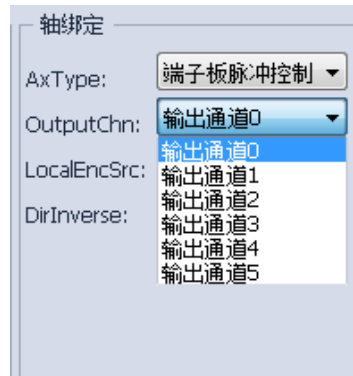 轴绑定
AxType: 端子板脉冲控制
OutputChn: 输出通道0
输出通道0
LocalEncSrc: 输出通道1
输出通道2
DirInverse: 输出通道3
输出通道4
输出通道5